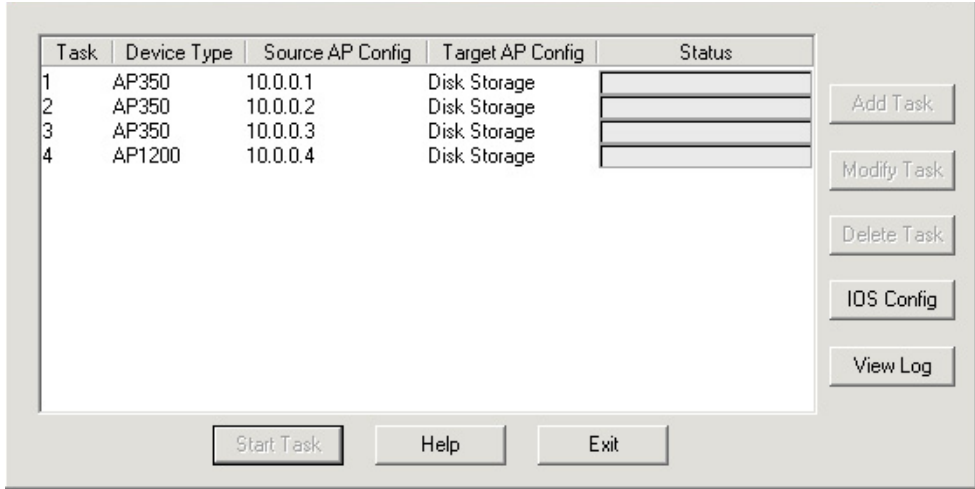 Task Device Type Source AP Config Target AP Config Status
1 AP350 10.0.0.1 Disk Storage
2 AP350 10.0.0.2 Disk Storage
3 AP350 10.0.0.3 Disk Storage
4 AP1200 10.0.0.4 Disk Storage
Add Task
Modify Task
Delete Task
IOS Config
View Log
Start Task Help Exit